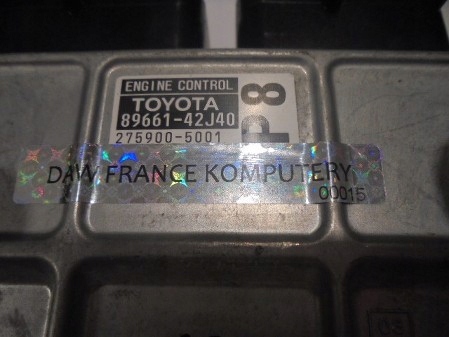 ENGINE CONTROL
TOYOTA
89661-42J40
275900-5001
P8
DAW FRANCE KOMPUTERY
00015